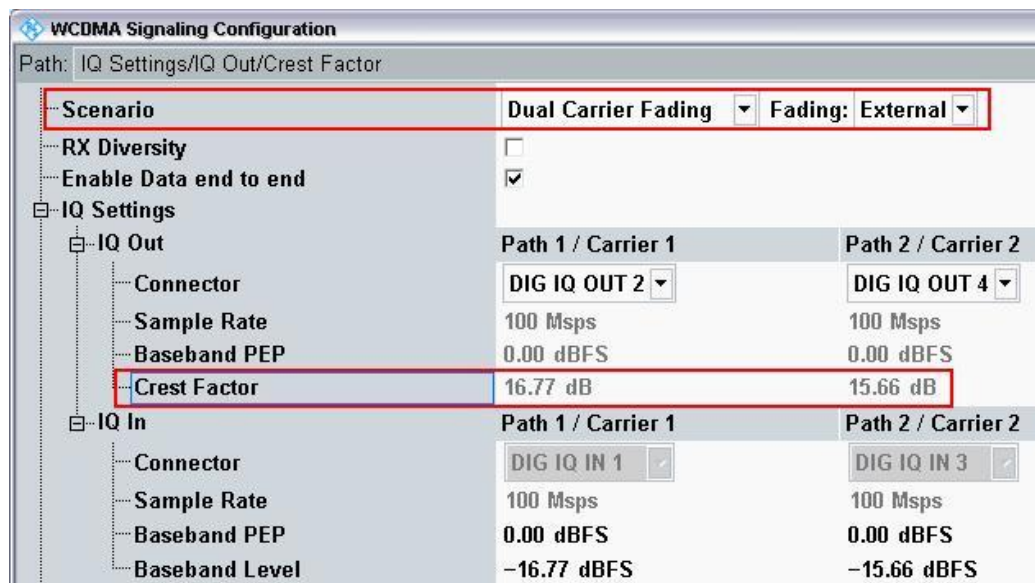 WCDMA Signaling Configuration
Path: IQ Settings/IQ Out/Crest Factor
Scenario Dual Carrier Fading Fading: External
RX Diversity
Enable Data end to end
IQ Settings
IQ Out Path 1 / Carrier 1 Path 2 / Carrier 2
Connector DIG IQ OUT 2 DIG IQ OUT 4
Sample Rate 100 Msps 100 Msps
Baseband PEP 0.00 dBFS 0.00 dBFS
Crest Factor 16.77 dB 15.66 dB
IQ In Path 1 / Carrier 1 Path 2 / Carrier 2
Connector DIG IQ IN 1 DIG IQ IN 3
Sample Rate 100 Msps 100 Msps
Baseband PEP 0.00 dBFS 0.00 dBFS
Baseband Level −16.77 dBFS −15.66 dBFS